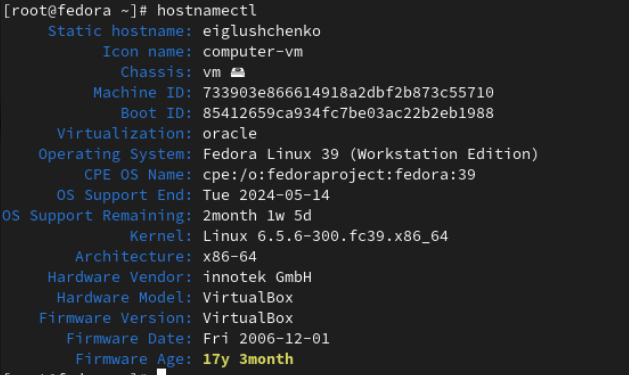 [root@fedora ~]# hostnamectl
Static hostname: eiglushchenko
Icon name: computer-vm
Chassis: vm 🖴
Machine ID: 733903e866614918a2dbf2b873c55710
Boot ID: 85412659ca934fc7be03ac22b2eb1988
Virtualization: oracle
Operating System: Fedora Linux 39 (Workstation Edition)
CPE OS Name: cpe:/o:fedoraproject:fedora:39
OS Support End: Tue 2024-05-14
OS Support Remaining: 2month 1w 5d
Kernel: Linux 6.5.6-300.fc39.x86_64
Architecture: x86-64
Hardware Vendor: innotek GmbH
Hardware Model: VirtualBox
Firmware Version: VirtualBox
Firmware Date: Fri 2006-12-01
Firmware Age: 17y 3month